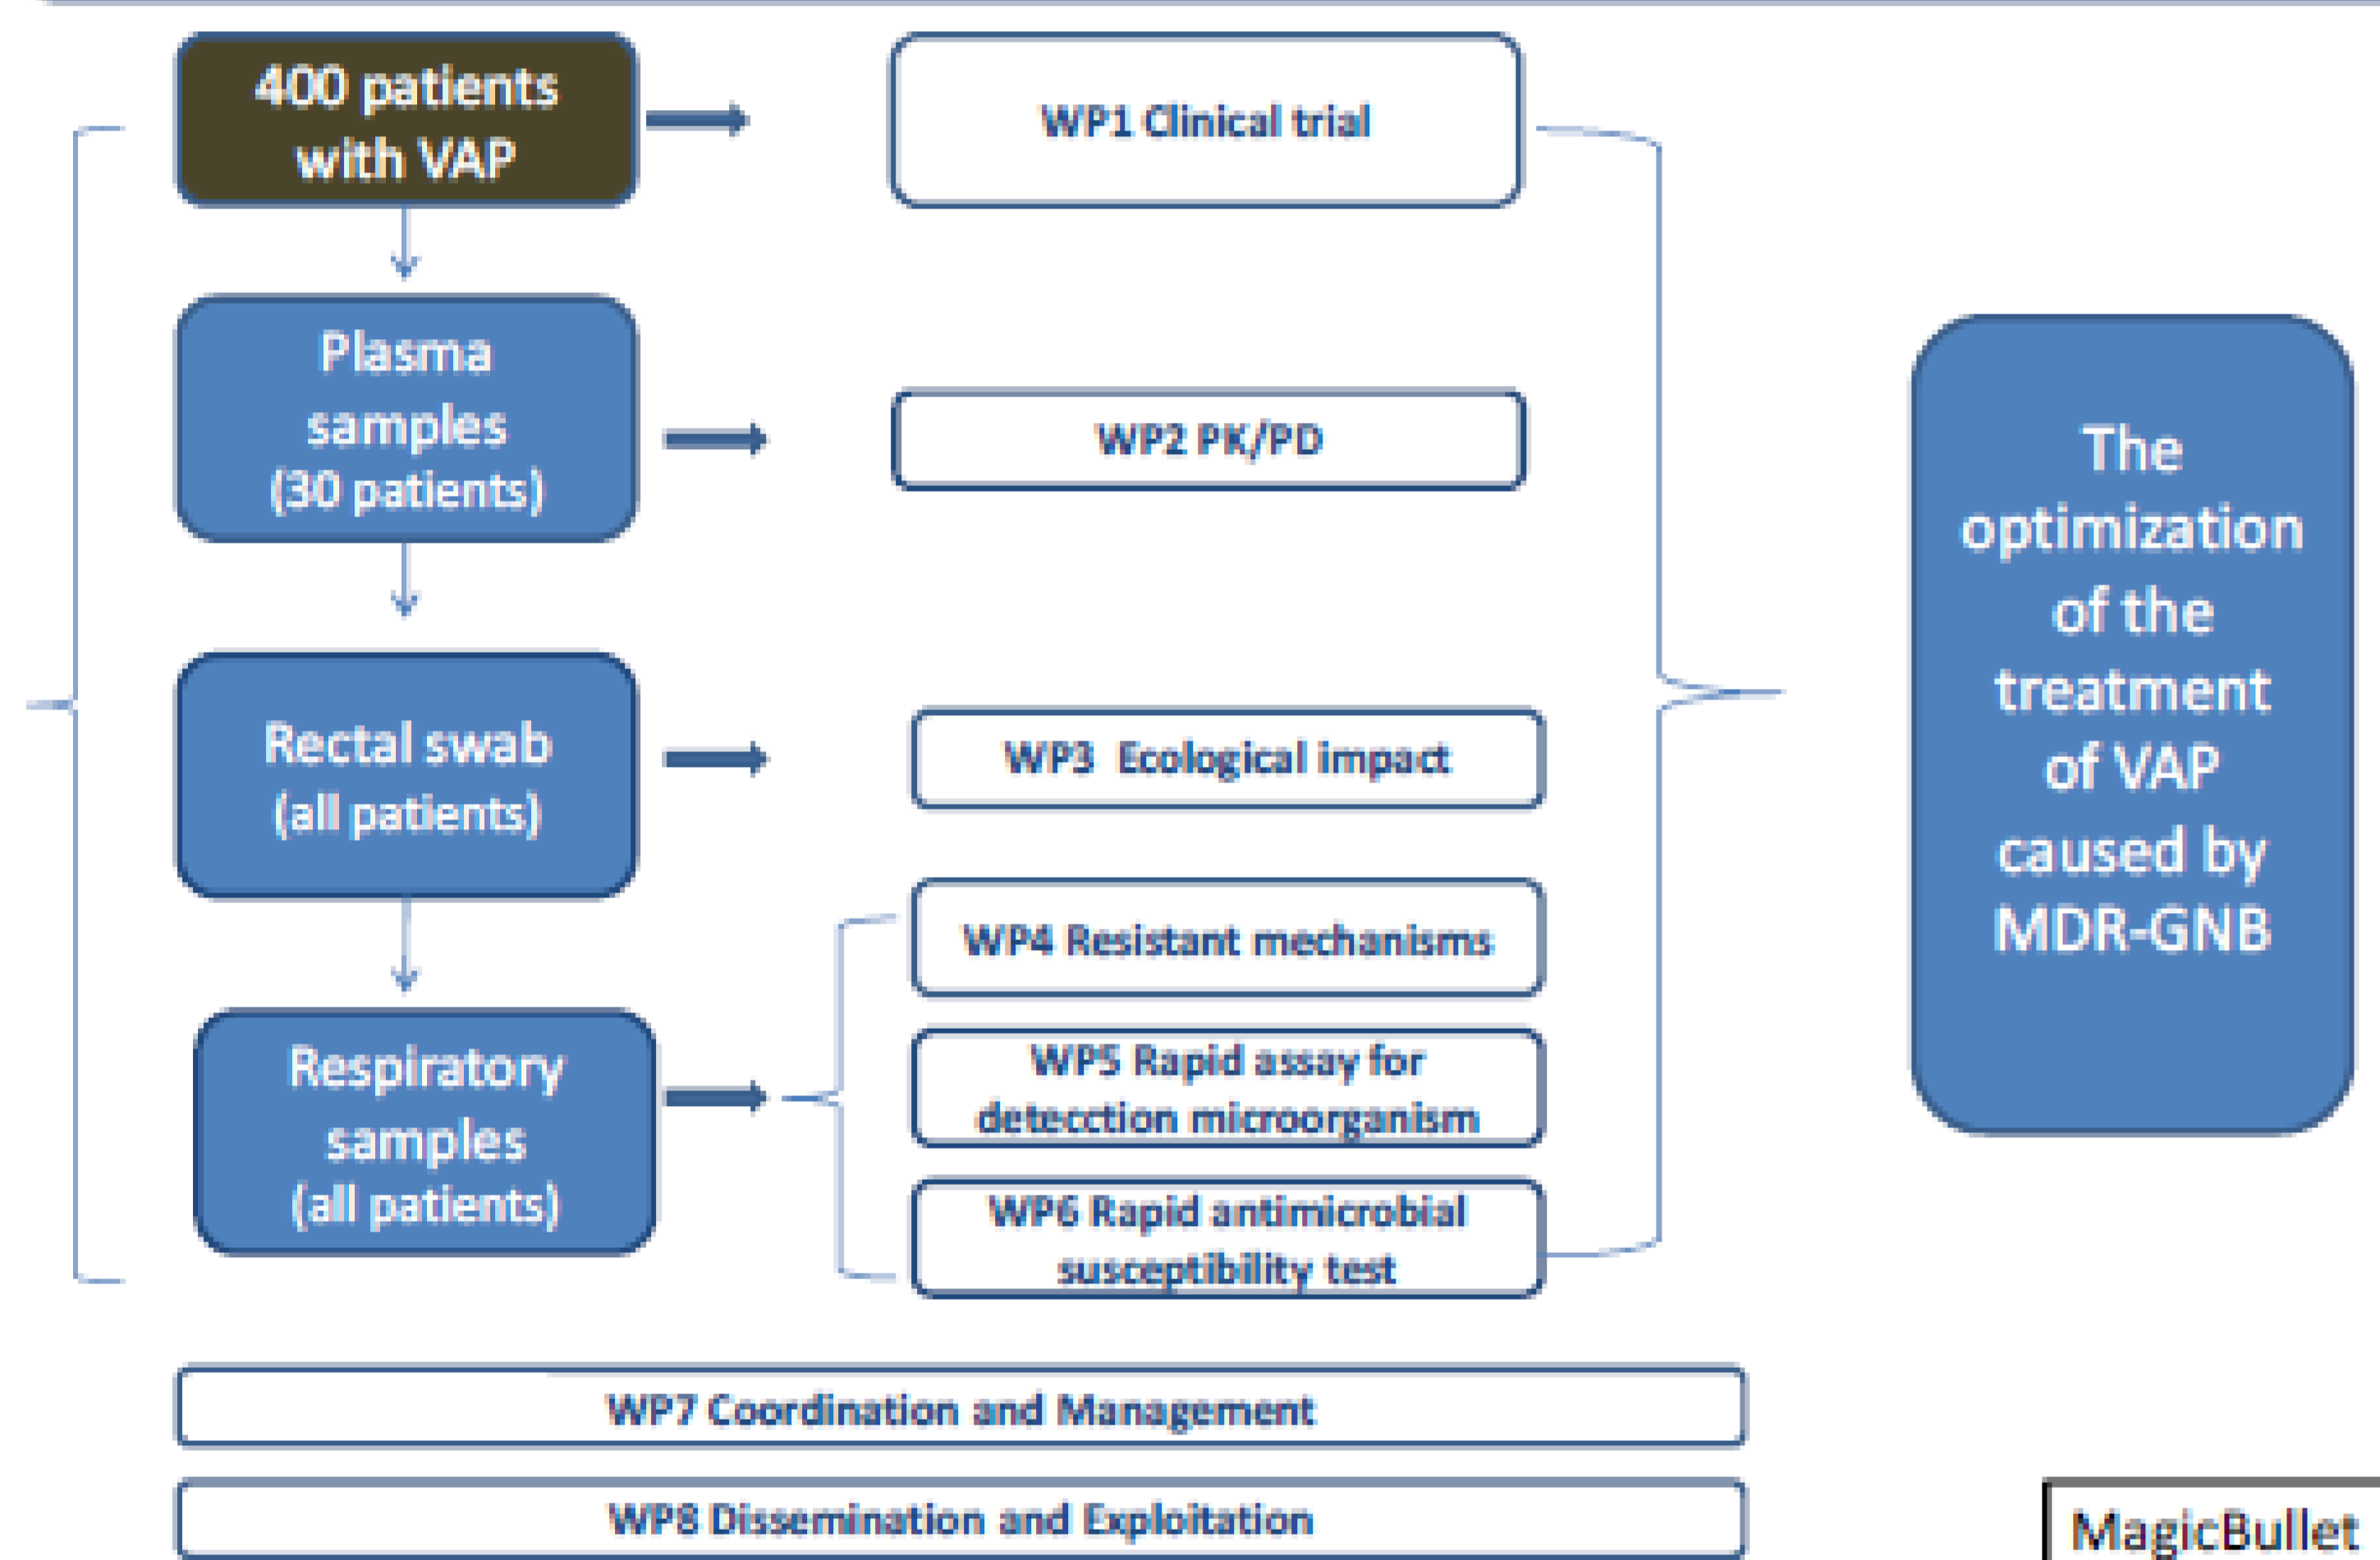 400 patients
with VAP
WP1 Clinical trial
Plasma
samples
(30 patients)
WP2 PK/PD
Rectal swab
(all patients)
WP3 Ecological impact
Respiratory
samples
(all patients)
WP4 Resistant mechanisms
WP5 Rapid assay for
detecction microorganism
WP6 Rapid antimicrobial
susceptibility test
The
optimization
of the
treatment
of VAP
caused by
MDR-GNB
WP7 Coordination and Management
WP8 Dissemination and Exploitation
MagicBullet